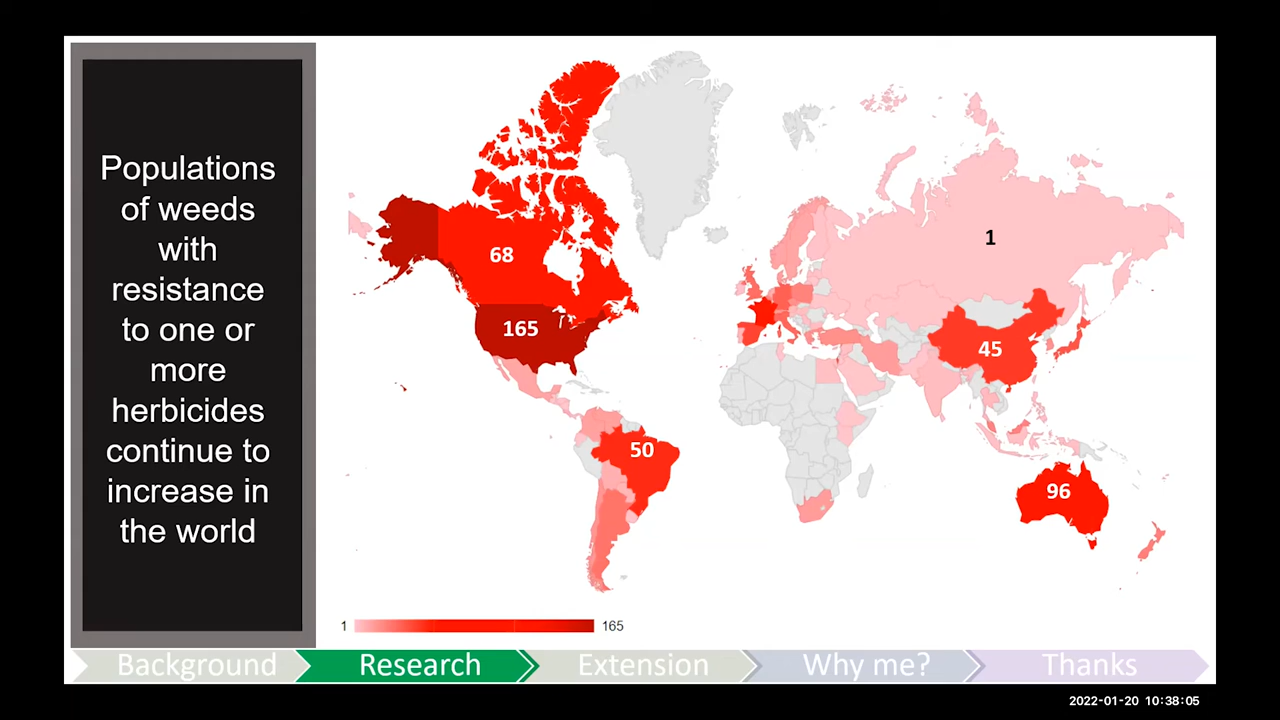 Populations
of weeds
with
resistance
to one or
more
herbicides
continue to
increase in
the world
68
165
50
1
45
96
1
165
Background
Research
Extension
Why me?
Thanks
2022-01-20 10:38:05